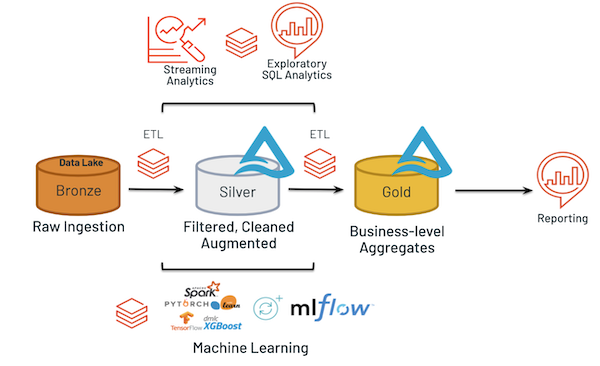 Streaming
Analytics
Exploratory
SQL Analytics
ETL
ETL
Data Lake
Bronze
Silver
Gold
Raw Ingestion
Filtered, Cleaned
Augmented
Business-level
Aggregates
Reporting
APACHE
Spark
PYTORCH
learn
TensorFlow
dmlc
XGBoost
mlflow
Machine Learning